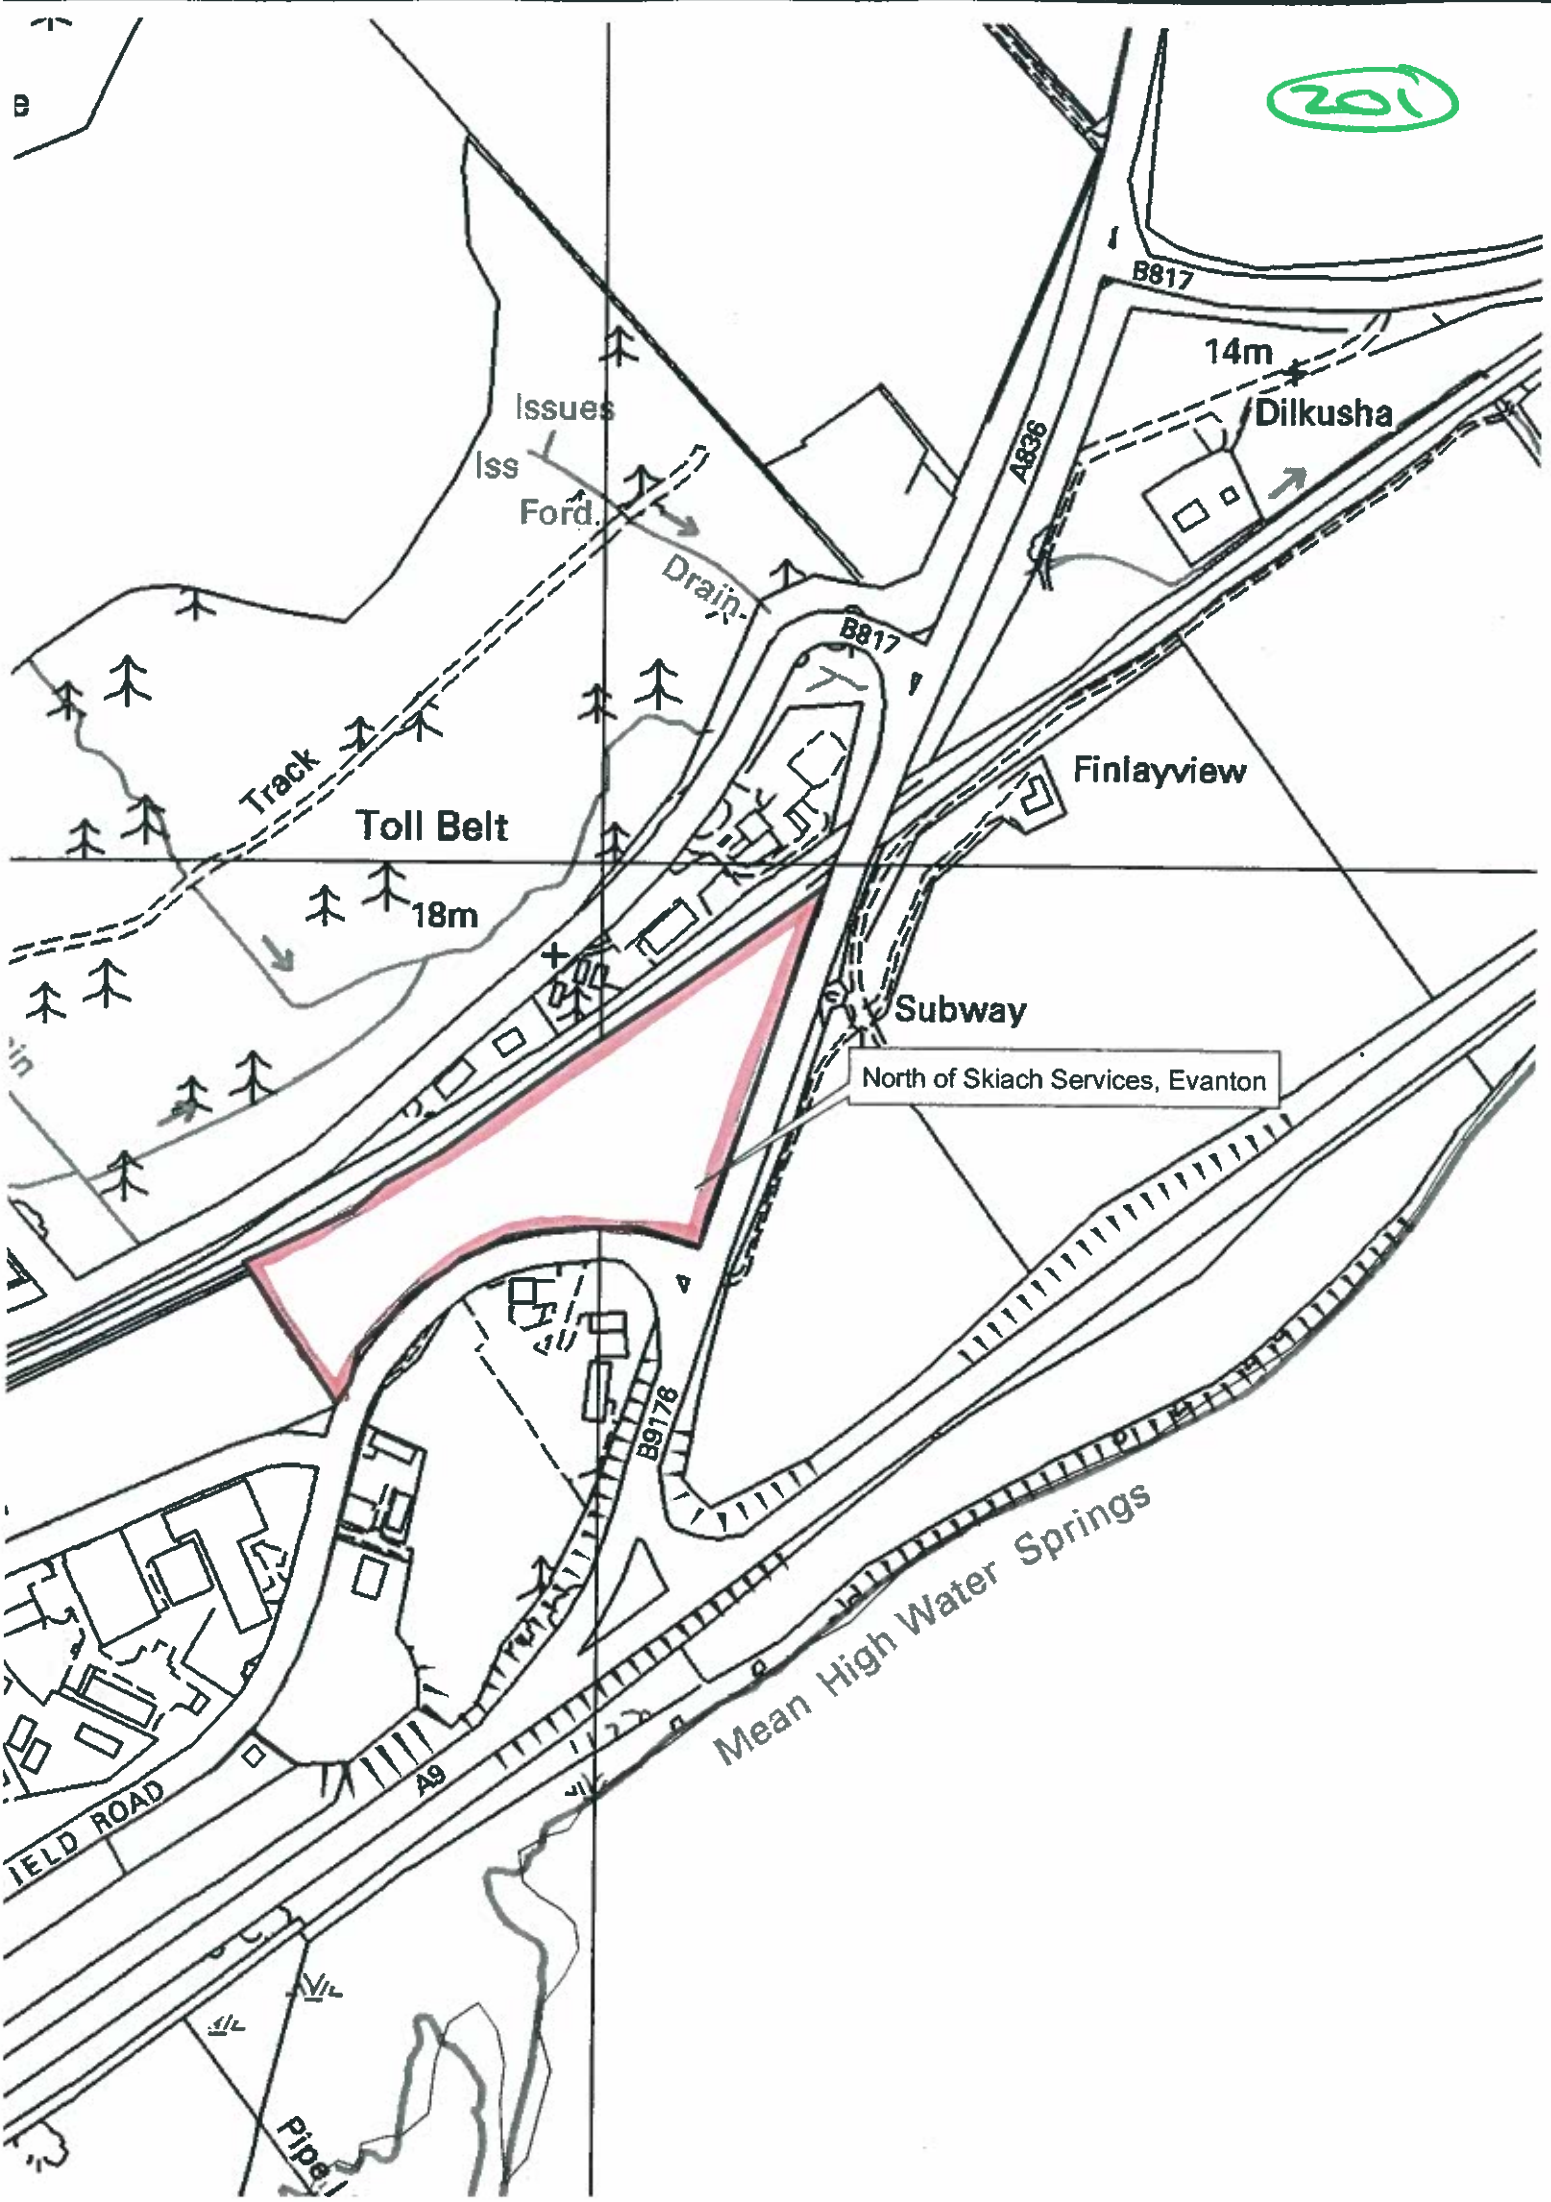 201
e
B817
14m
Dilkusha
A836
Issues
Iss
Ford
Drain
B817
Finlayview
Track
Toll Belt
18m
Subway
North of Skiach Services, Evanton
B9176
Mean High Water Springs
A9
IELD ROAD
Pipe